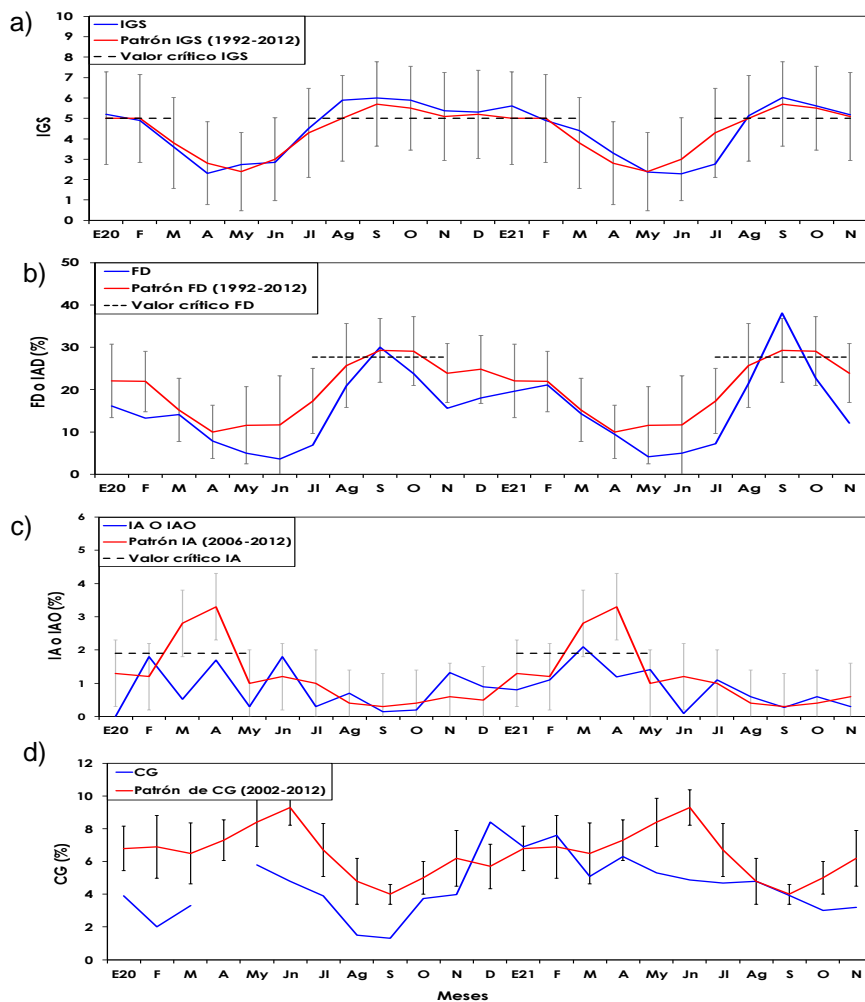 a)
10
9
8
7
6
5
4
3
2
1
0
IGS
IGS
Patrón IGS (1992-2012)
Valor crítico IGS
E20 F M A My Jn Jl Ag S O N D E21 F M A My Jn Jl Ag S O N
b)
50
40
30
20
10
0
FD o IAD (%)
FD
Patrón FD (1992-2012)
Valor crítico FD
E20 F M A My Jn Jl Ag S O N D E21 F M A My Jn Jl Ag S O N
c)
6
5
4
3
2
1
0
IA o IAO (%)
IA O IAO
Patrón IA (2006-2012)
Valor crítico IA
E20 F M A My Jn Jl Ag S O N D E21 F M A My Jn Jl Ag S O N
d)
12
10
8
6
4
2
0
CG (%)
CG
Patrón de CG (2002-2012)
E20 F M A My Jn Jl Ag S O N D E21 F M A My Jn Jl Ag S O N
Meses